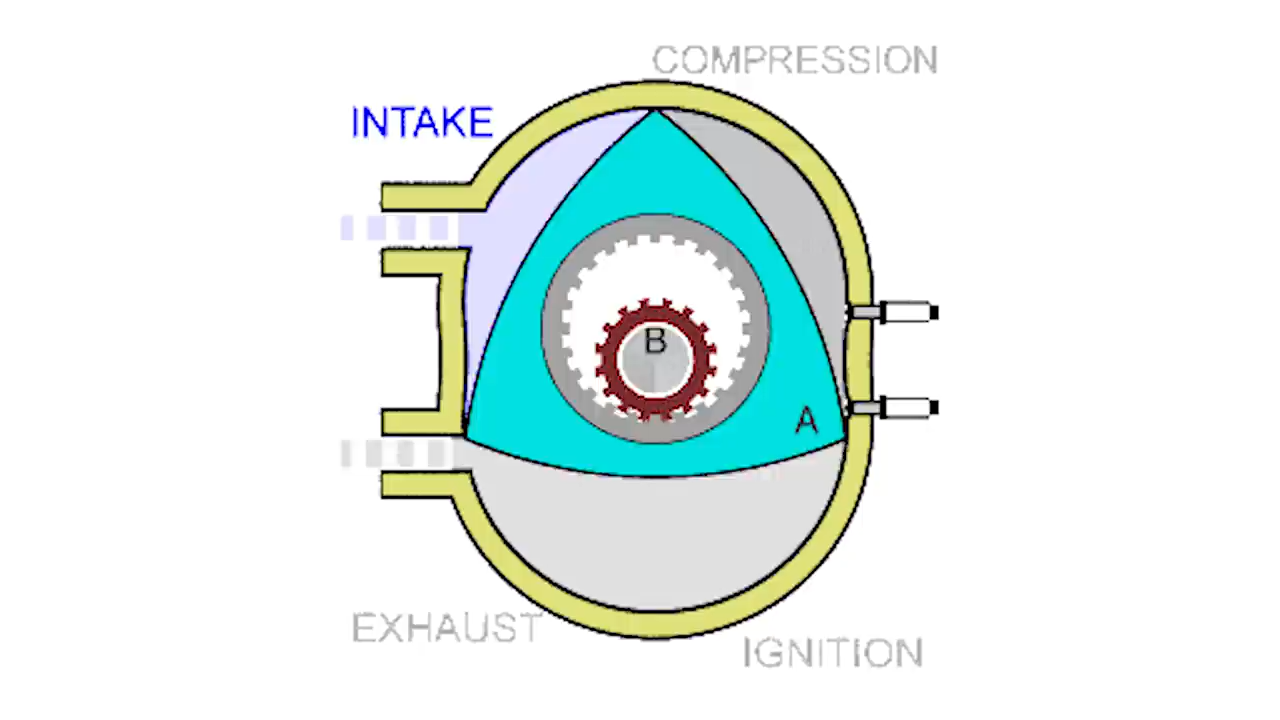 COMPRESSION
INTAKE
B
A
EXHAUST
IGNITION